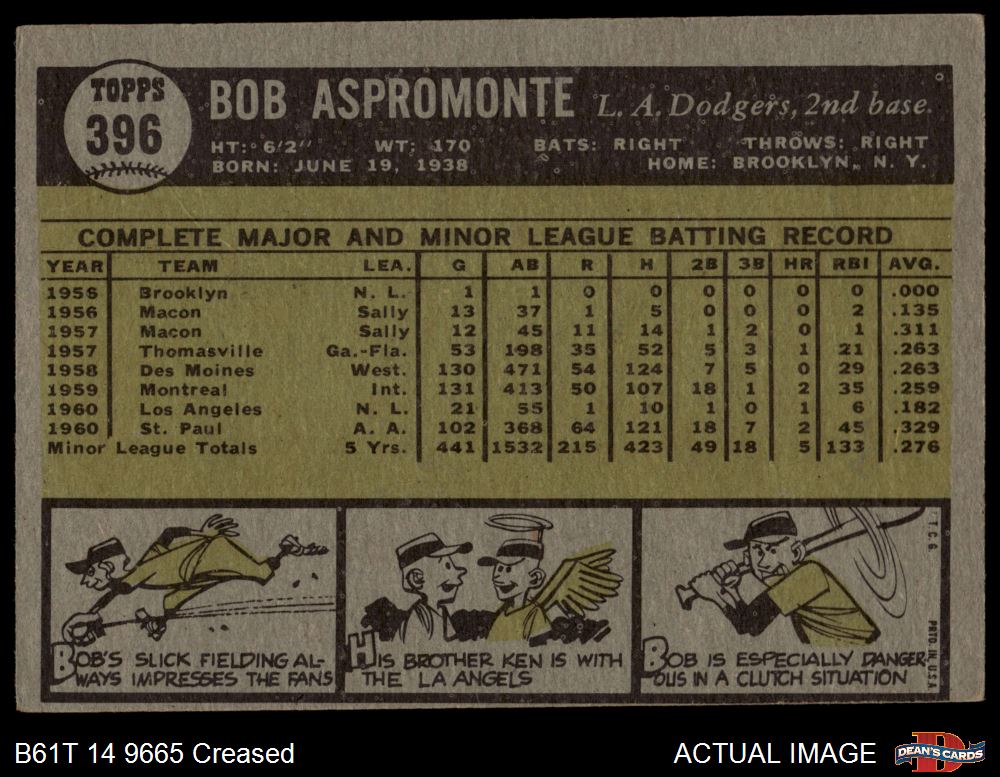 TOPPS
396
BOB ASPROMONTE L. A. Dodgers, 2nd base.
HT: 6'2" WT: 170 BATS: RIGHT THROWS: RIGHT
BORN: JUNE 19, 1938 HOME: BROOKLYN, N. Y.
COMPLETE MAJOR AND MINOR LEAGUE BATTING RECORD
YEAR TEAM LEA. G AB R H 2B 3B HR RBI AVG.
1956 Brooklyn N. L. 1 1 0 0 0 0 0 0 .000
1956 Macon Sally 13 37 1 5 0 0 0 2 .135
1957 Macon Sally 12 45 11 14 1 2 0 1 .311
1957 Thomasville Ga.-Fla. 53 198 35 52 5 3 1 21 .263
1958 Des Moines West. 130 471 54 124 7 5 0 29 .263
1959 Montreal Int. 131 413 50 107 18 1 2 35 .259
1960 Los Angeles N. L. 21 55 1 10 1 0 1 6 .182
1960 St. Paul A. A. 102 368 64 121 18 7 2 45 .329
Minor League Totals 5 Yrs. 441 1532 215 423 49 18 5 133 .276
BOB'S SLICK FIELDING AL-
WAYS IMPRESSES THE FANS
HIS BROTHER KEN IS WITH
THE LA ANGELS
BOB IS ESPECIALLY DANGER-
OUS IN A CLUTCH SITUATION
T. C. G. PRTD. IN U.S.A.
B61T 14 9665 Creased
ACTUAL IMAGE
D
DEAN'S CARDS